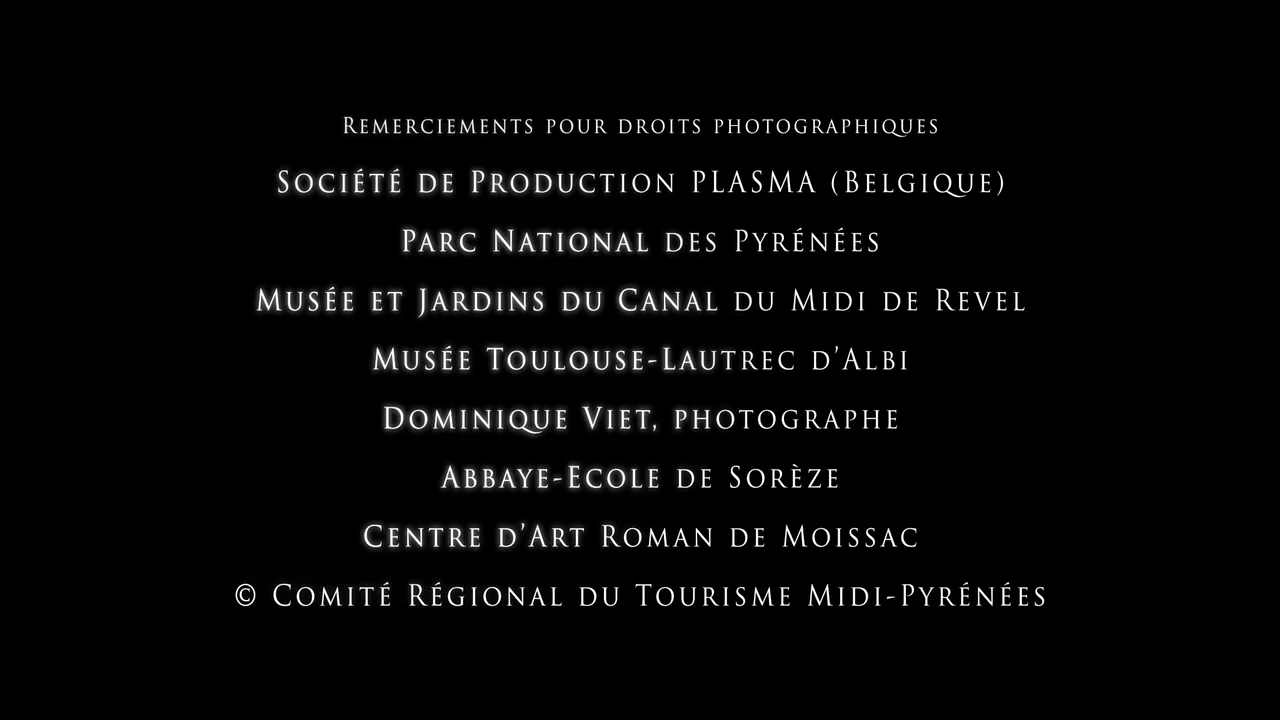 Remerciements pour droits photographiques
Société de Production PLASMA (Belgique)
Parc National des Pyrénées
Musée et Jardins du Canal du Midi de Revel
Musée Toulouse-Lautrec d’Albi
Dominique Viet, photographe
Abbaye-Ecole de Sorèze
Centre d’Art Roman de Moissac
© Comité Régional du Tourisme Midi-Pyrénées